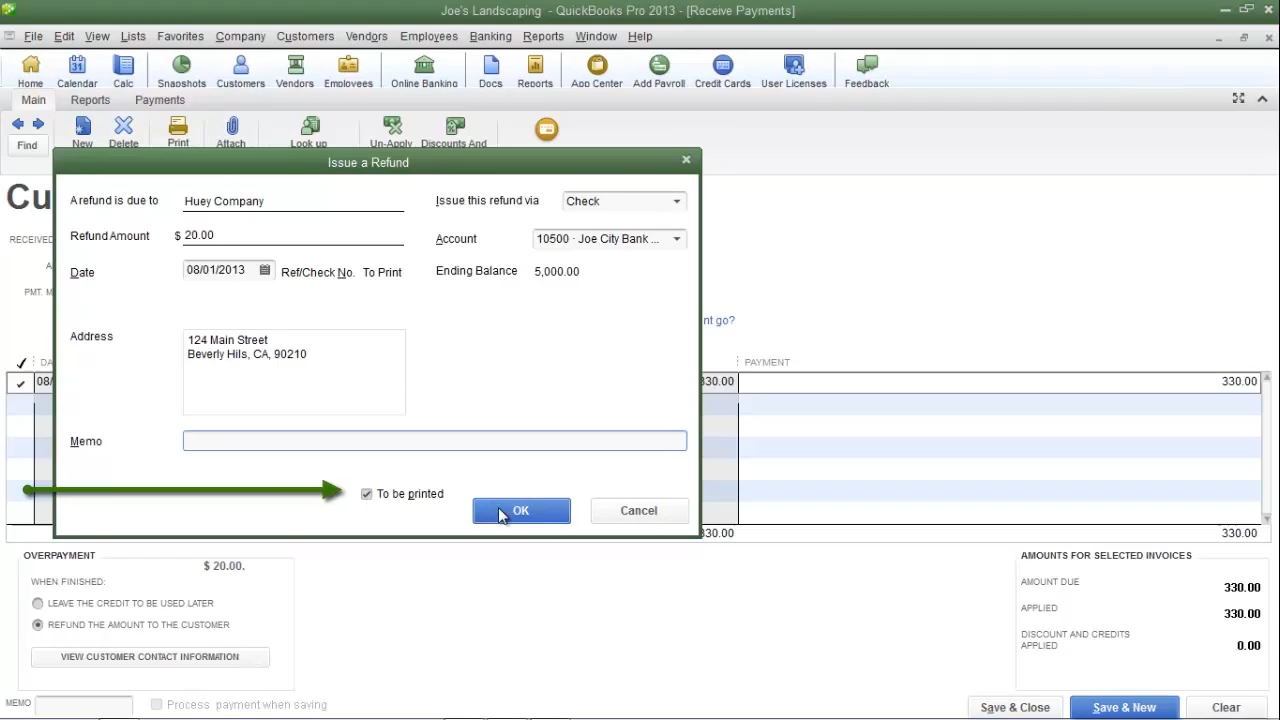 Joe's Landscaping - QuickBooks Pro 2013 - [Receive Payments]
File Edit View Lists Favorites Company Customers Vendors Employees Banking Reports Window Help
Home Calendar Calc Snapshots Customers Vendors Employees Online Banking Docs Reports App Center Add Payroll Credit Cards User Licenses Feedback
Main Reports Payments
Find New Delete Print Attach Look up Un-Apply Discounts And
Issue a Refund
Cu
A refund is due to Huey Company Issue this refund via Check
RECEIVED
Refund Amount $ 20.00 Account 10500 · Joe City Bank ...
A
Date 08/01/2013 Ref/Check No. To Print Ending Balance 5,000.00
PMT. M
nt go?
Address 124 Main Street
Beverly Hils, CA, 90210
DA PAYMENT
08/ 330.00 330.00
Memo
To be printed
OK Cancel
330.00 330.00
OVERPAYMENT
$ 20.00.
WHEN FINISHED:
LEAVE THE CREDIT TO BE USED LATER
REFUND THE AMOUNT TO THE CUSTOMER
VIEW CUSTOMER CONTACT INFORMATION
AMOUNTS FOR SELECTED INVOICES
AMOUNT DUE 330.00
APPLIED 330.00
DISCOUNT AND CREDITS
APPLIED 0.00
MEMO Process payment when saving
Save & Close Save & New Clear